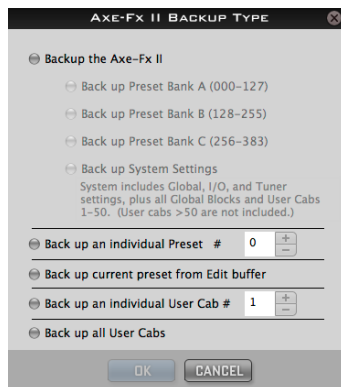 Axe-Fx II Backup Type
Backup the Axe-Fx II
Back up Preset Bank A (000-127)
Back up Preset Bank B (128-255)
Back up Preset Bank C (256-383)
Back up System Settings
System includes Global, I/O, and Tuner
settings, plus all Global Blocks and User Cabs
1-50. (User cabs >50 are not included.)
Back up an individual Preset # 0 + -
Back up current preset from Edit buffer
Back up an individual User Cab # 1 + -
Back up all User Cabs
OK CANCEL